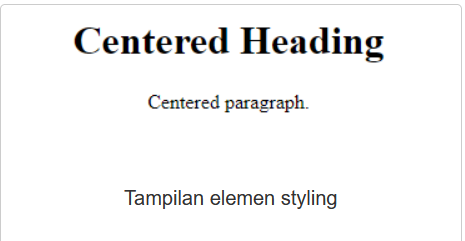 Centered Heading
Centered paragraph.
Tampilan elemen styling